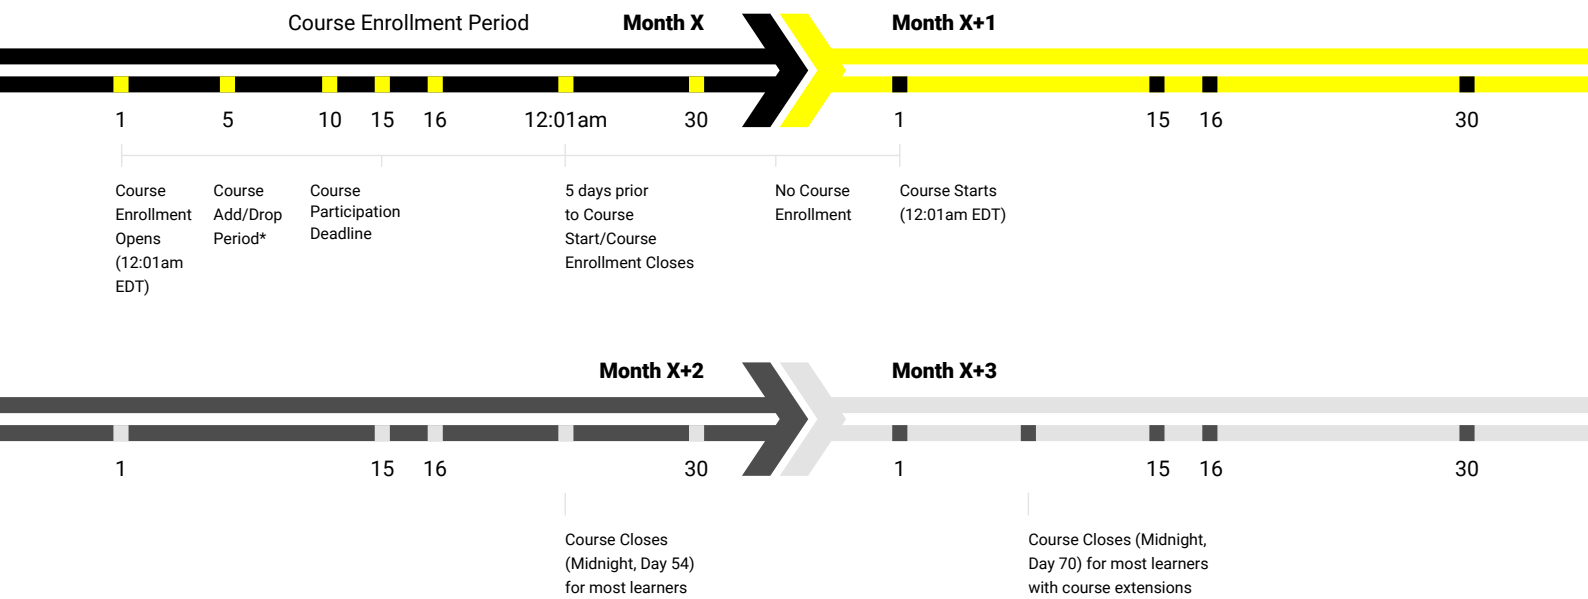 Course Enrollment Period
Month X
Month X+1
1 5 10 15 16 12:01am 30 1 15 16 30
Course
Enrollment
Opens
(12:01am
EDT)
Course
Add/Drop
Period*
Course
Participation
Deadline
5 days prior
to Course
Start/Course
Enrollment Closes
No Course
Enrollment
Course Starts
(12:01am EDT)
Month X+2
Month X+3
1 15 16 30 1 15 16 30
Course Closes
(Midnight, Day 54)
for most learners
Course Closes (Midnight,
Day 70) for most learners
with course extensions